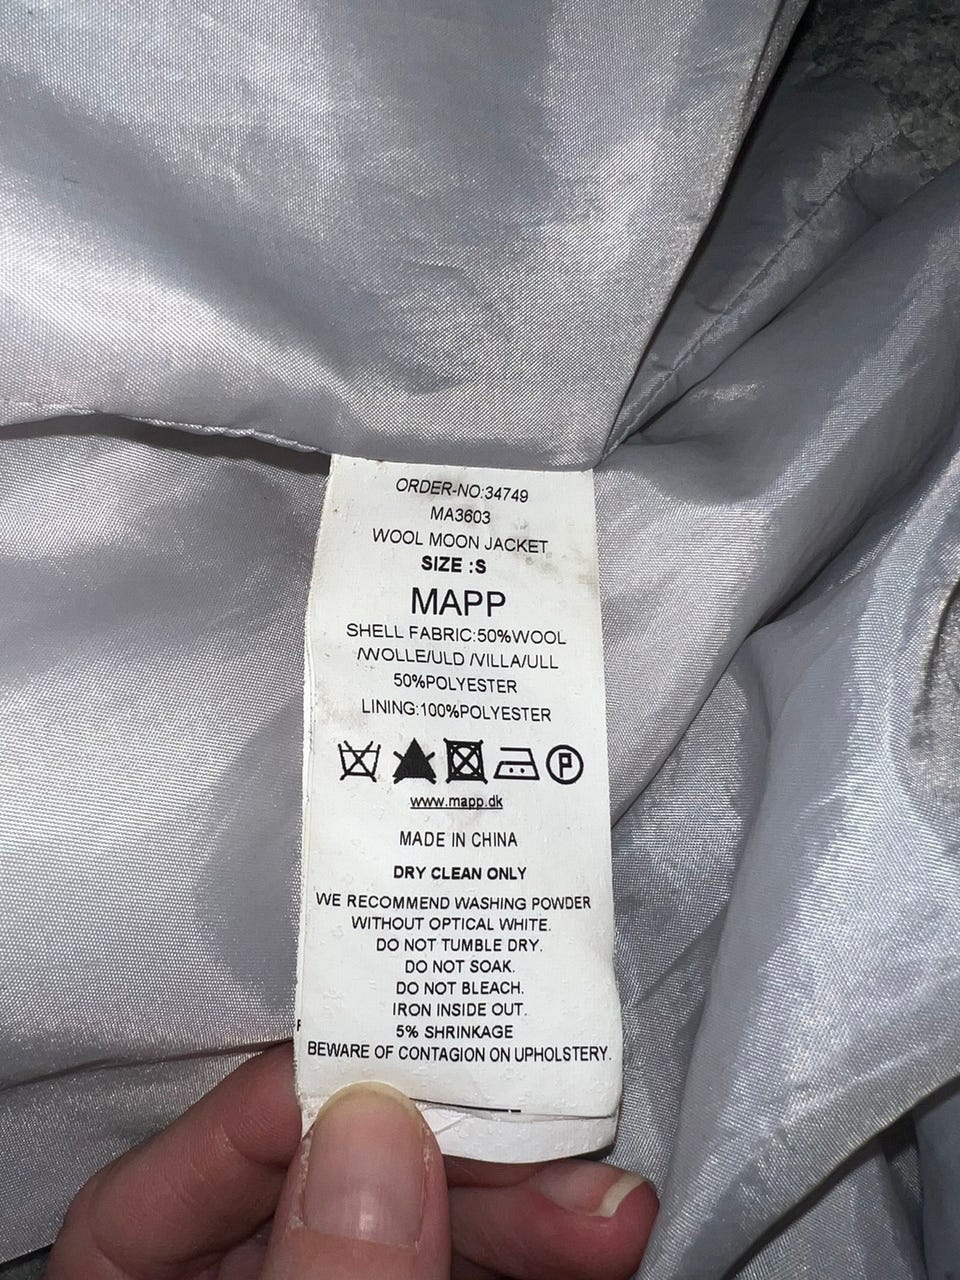 ORDER-NO:34749
MA3603
WOOL MOON JACKET
SIZE :S
MAPP
SHELL FABRIC:50%WOOL
/WOLLE/ULD /VILLA/ULL
50%POLYESTER
LINING:100%POLYESTER
P
www.mapp.dk
MADE IN CHINA
DRY CLEAN ONLY
WE RECOMMEND WASHING POWDER
WITHOUT OPTICAL WHITE.
DO NOT TUMBLE DRY.
DO NOT SOAK.
DO NOT BLEACH.
IRON INSIDE OUT.
5% SHRINKAGE
BEWARE OF CONTAGION ON UPHOLSTERY.